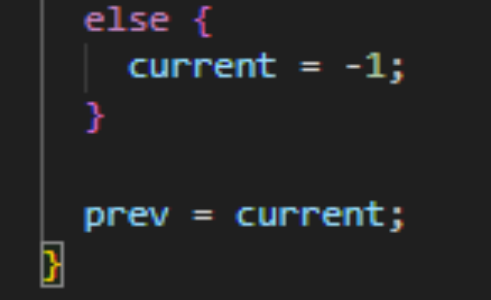 else {
current = -1;
}
prev = current;
}